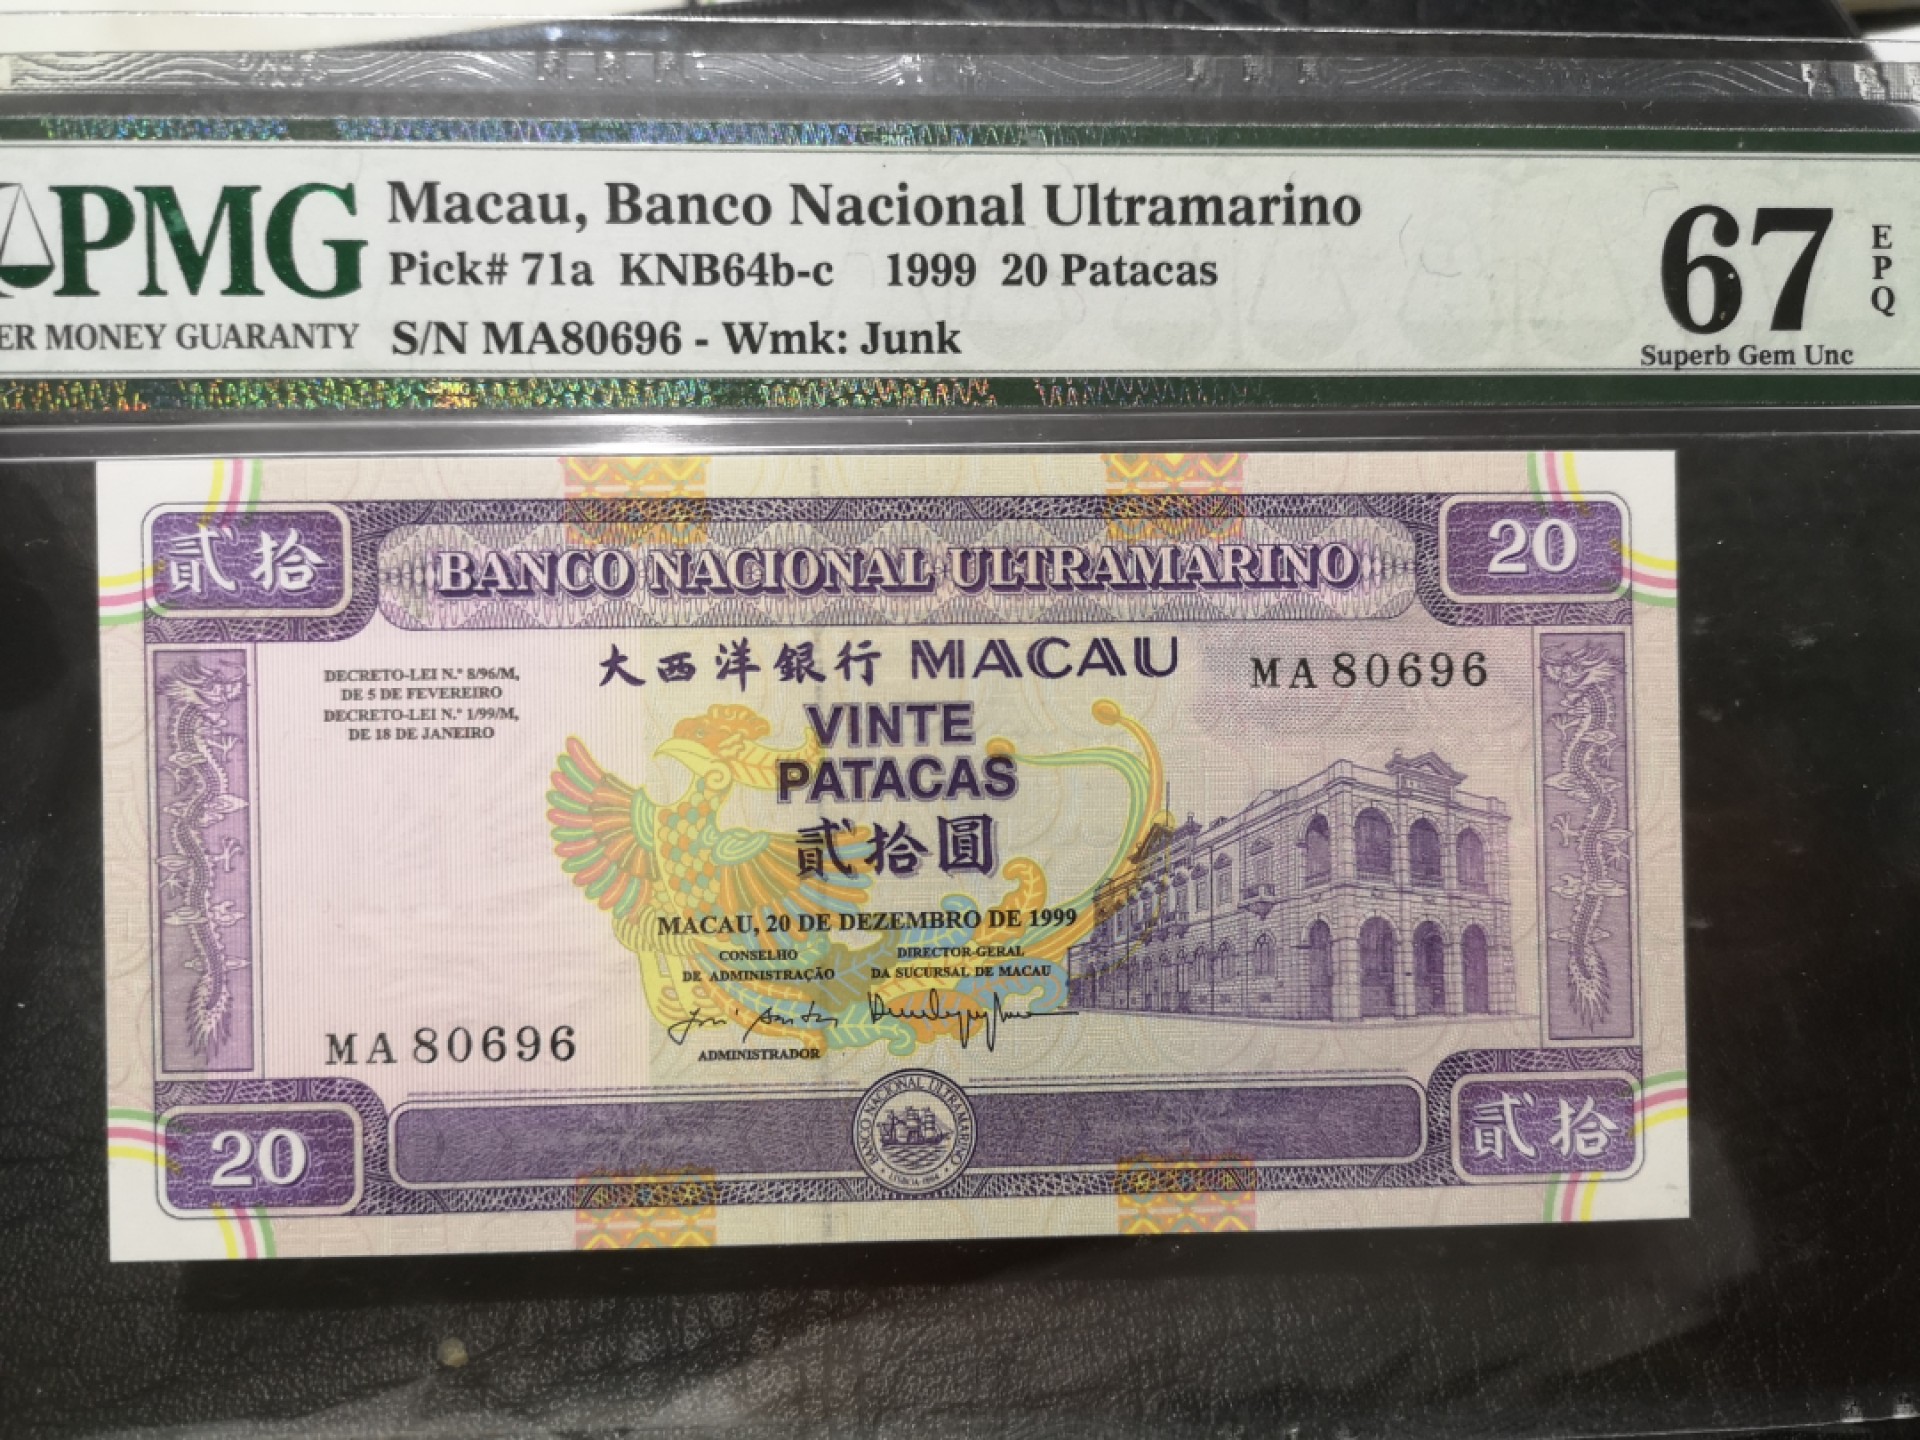 PMG
Macau, Banco Nacional Ultramarino
Pick# 71a KNB64b-c 1999 20 Patacas
ER MONEY GUARANTY
S/N MA80696 - Wmk: Junk
67
EPQ
Superb Gem Unc
貳拾
BANCO NACIONAL ULTRAMARINO
20
大西洋銀行 MACAU
DECRETO-LEI N.º 8/96/M,
DE 5 DE FEVEREIRO
DECRETO-LEI N.º 1/99/M,
DE 18 DE JANEIRO
MA 80696
VINTE
PATACAS
貳拾圓
MACAU, 20 DE DEZEMBRO DE 1999
CONSELHO
DE ADMINISTRAÇÃO
DIRECTOR-GERAL
DA SUCURSAL DE MACAU
ADMINISTRADOR
MA 80696
20
BANCO NACIONAL ULTRAMARINO
貳拾